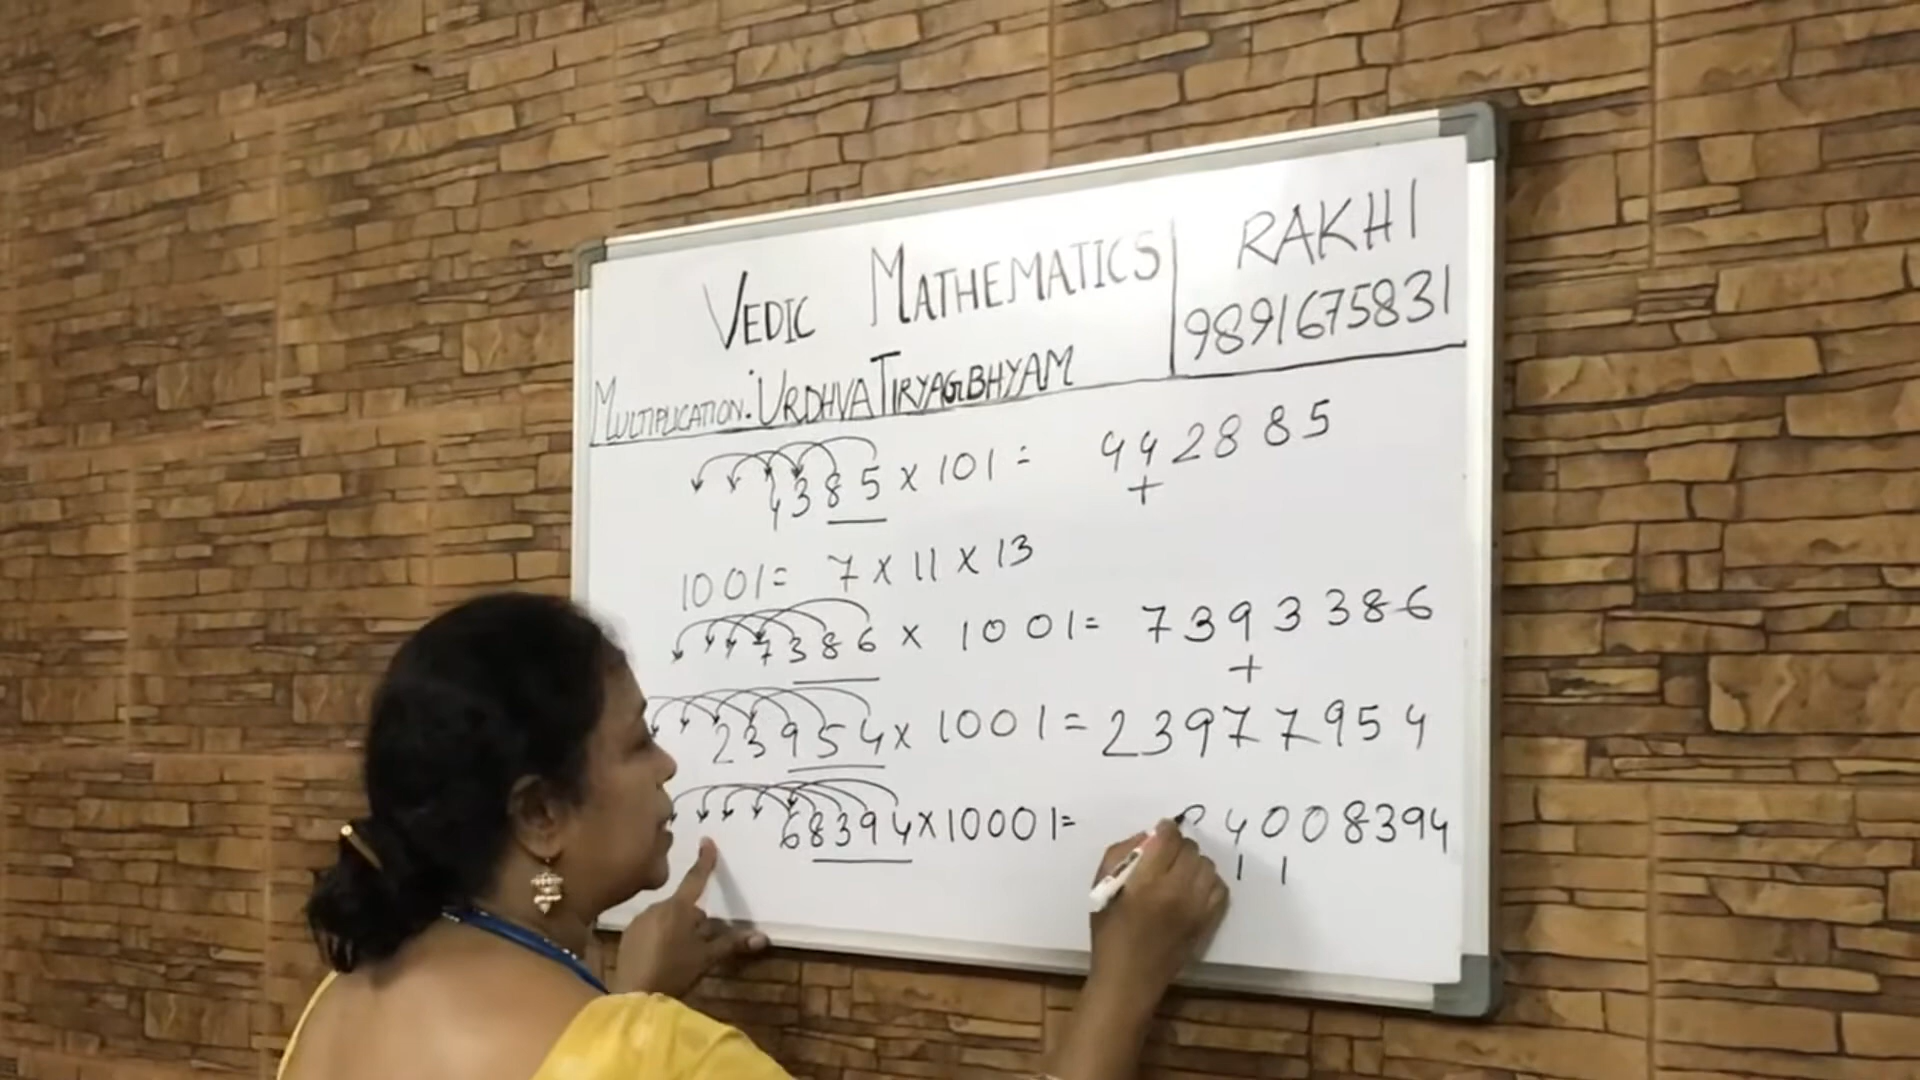 VEDIC MATHEMATICS
RAKHI
9891675831
MULTIPLICATION: URDHVA TIRYAGBHYAM
4385 × 101 = 442885
+
1001 = 7 × 11 × 13
7386 × 1001 = 7393386
+
23954 × 1001 = 23977954
68394 × 10001 = 4008394
1 1